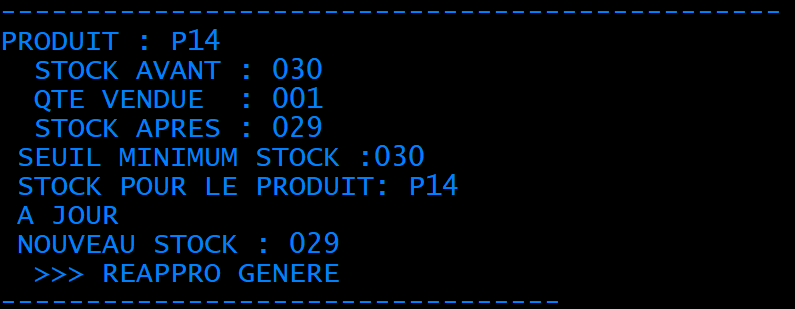 ----------------------------------------------
PRODUIT : P14
  STOCK AVANT : 030
  QTE VENDUE  : 001
  STOCK APRES : 029
 SEUIL MINIMUM STOCK :030
 STOCK POUR LE PRODUIT: P14
 A JOUR
 NOUVEAU STOCK : 029
  >>> REAPPRO GENERE
---------------------------------